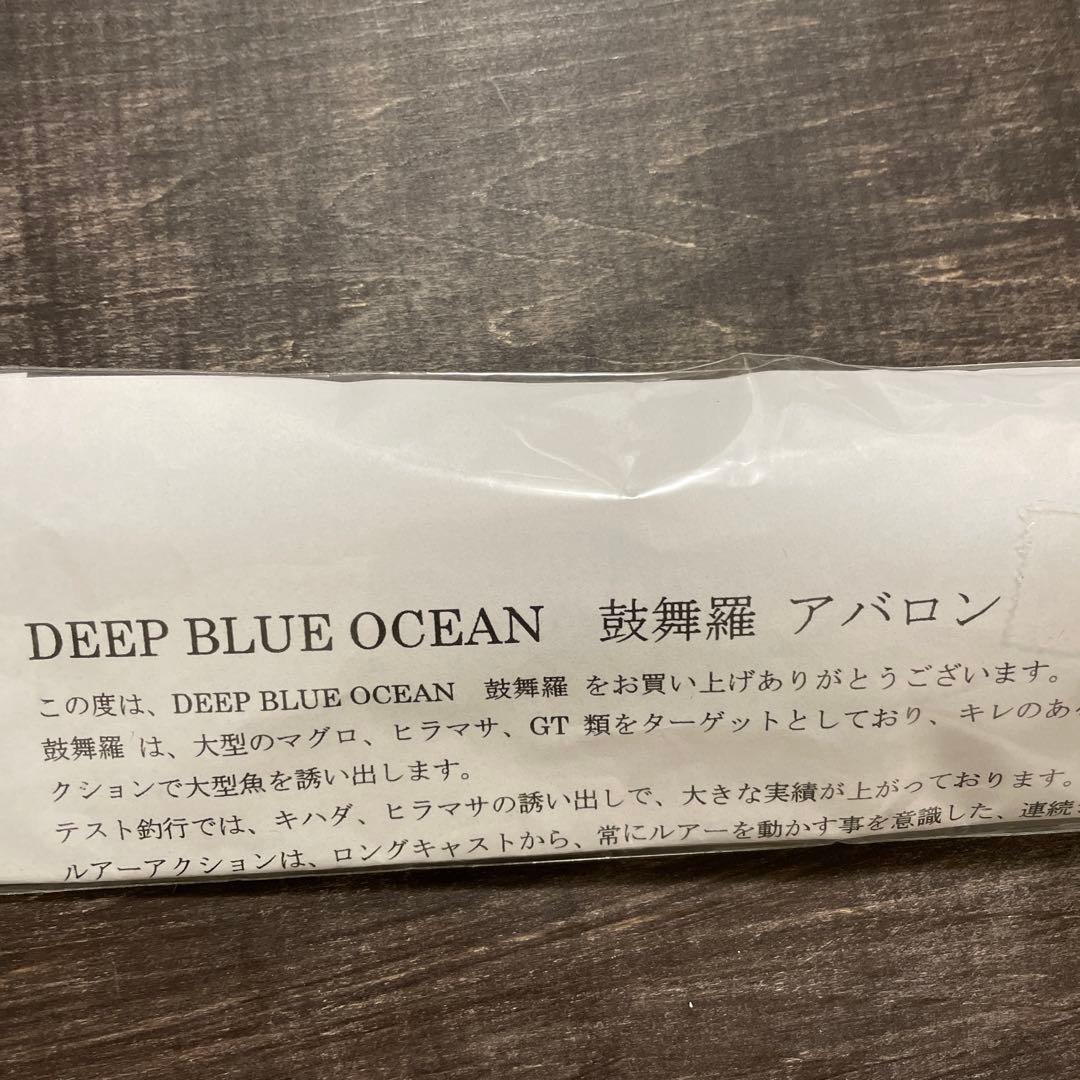 DEEP BLUE OCEAN 鼓舞羅 アバロン
この度は、DEEP BLUE OCEAN 鼓舞羅 をお買い上げありがとうございます。
鼓舞羅 は、大型のマグロ、ヒラマサ、GT 類をターゲットとしており、キレのあ
クションで大型魚を誘い出します。
テスト釣行では、キハダ、ヒラマサの誘い出しで、大きな実績が上がっております。
ルアーアクションは、ロングキャストから、常にルアーを動かす事を意識した、連続